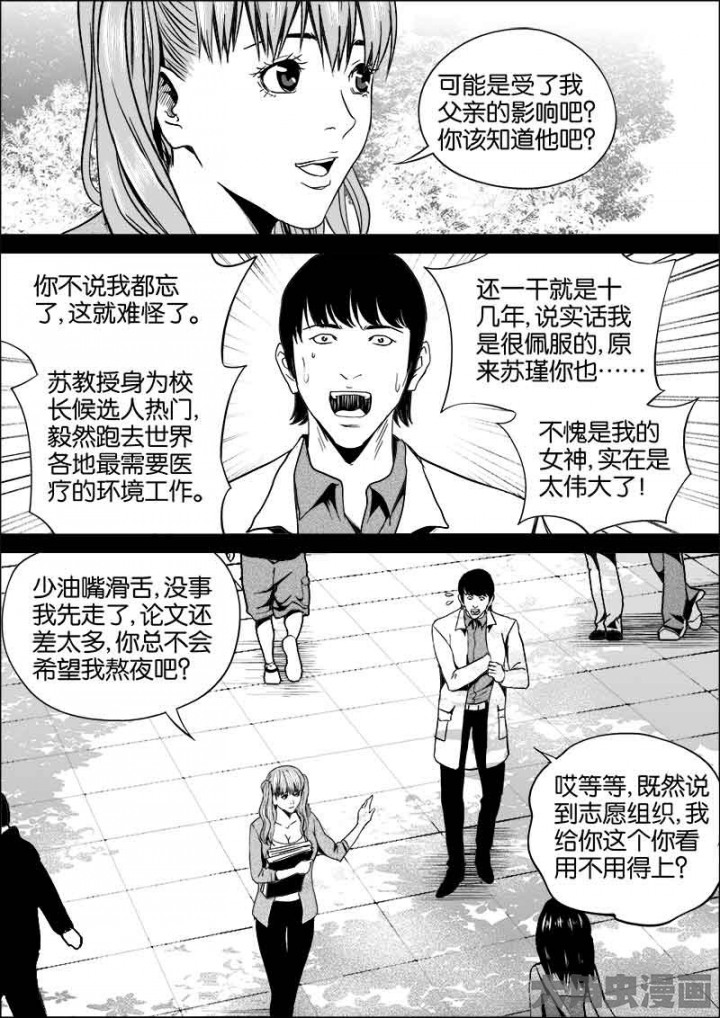 可能是受了我
父亲的影响吧？
你该知道他吧？
你不说我都忘
了，这就难怪了。
苏教授身为校
长候选人热门，
毅然跑去世界
各地最需要医
疗的环境工作。
还一干就是十
几年，说实话我
是很佩服的，原
来苏瑾你也……
不愧是我的
女神，实在是
太伟大了！
少油嘴滑舌，没事
我先走了，论文还
差太多，你总不会
希望我熬夜吧？
哎等等，既然说
到志愿组织，我
给你这个你看
用不用得上？